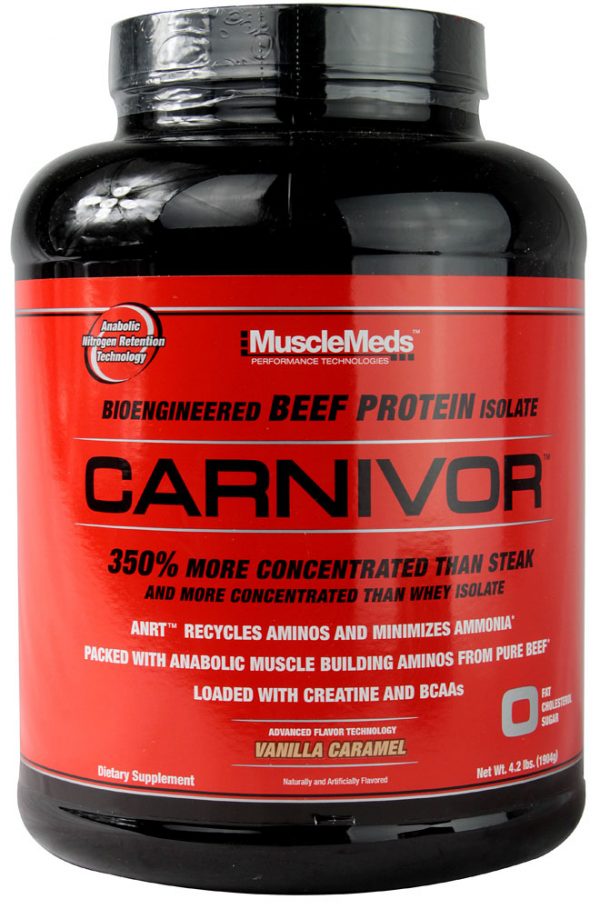 Anabolic
Nitrogen Retention
Technology
MuscleMeds™
PERFORMANCE TECHNOLOGIES
BIOENGINEERED BEEF PROTEIN ISOLATE
CARNIVOR™
350% MORE CONCENTRATED THAN STEAK
AND MORE CONCENTRATED THAN WHEY ISOLATE
ANRT™ RECYCLES AMINOS AND MINIMIZES AMMONIA*
PACKED WITH ANABOLIC MUSCLE BUILDING AMINOS FROM PURE BEEF*
LOADED WITH CREATINE AND BCAAs
0 FAT
CHOLESTEROL
SUGAR
ADVANCED FLAVOR TECHNOLOGY
VANILLA CARAMEL
Dietary Supplement
Naturally and Artificially Flavored
Net Wt. 4.2 lbs. (1904g)